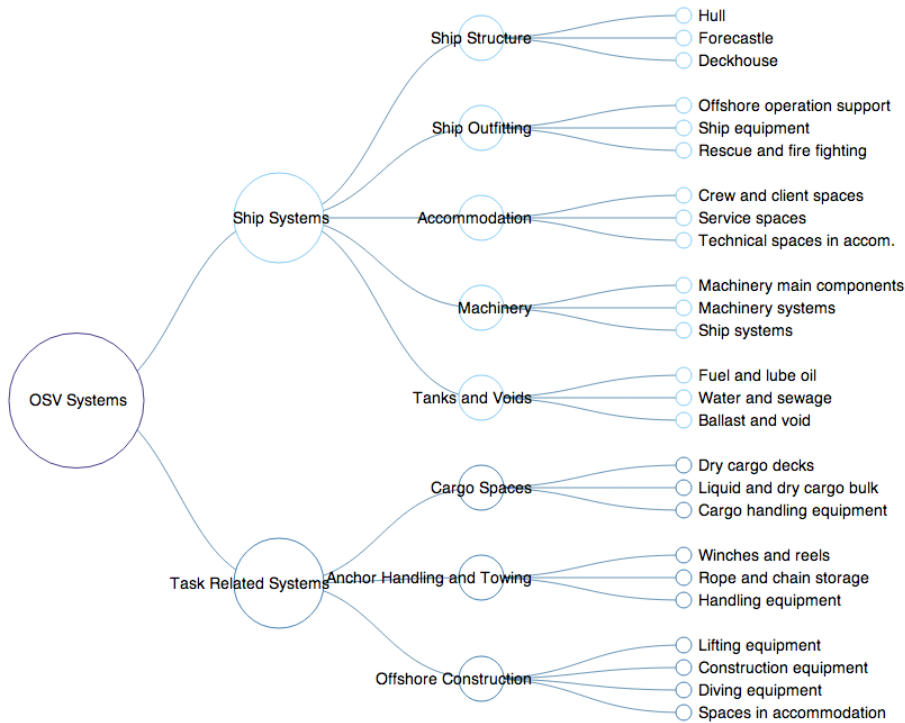 OSV Systems
Ship Systems
Ship Structure
Hull
Forecastle
Deckhouse
Ship Outfitting
Offshore operation support
Ship equipment
Rescue and fire fighting
Accommodation
Crew and client spaces
Service spaces
Technical spaces in accom.
Machinery
Machinery main components
Machinery systems
Ship systems
Tanks and Voids
Fuel and lube oil
Water and sewage
Ballast and void
Task Related Systems
Cargo Spaces
Dry cargo decks
Liquid and dry cargo bulk
Cargo handling equipment
Anchor Handling and Towing
Winches and reels
Rope and chain storage
Handling equipment
Offshore Construction
Lifting equipment
Construction equipment
Diving equipment
Spaces in accommodation